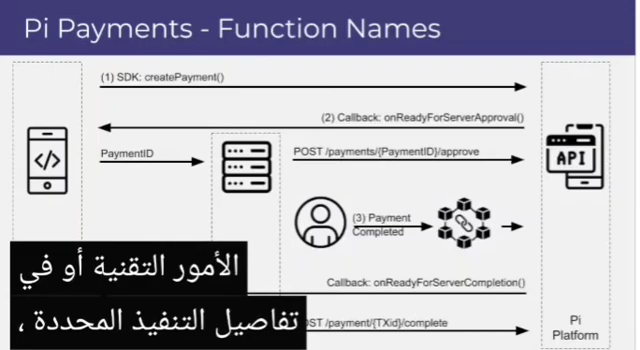 Pi Payments - Function Names
(1) SDK: createPayment()
(2) Callback: onReadyForServerApproval()
</>
PaymentID
POST /payments/{PaymentID}/approve
API
(3) Payment
Completed
Callback: onReadyForServerCompletion()
الأمور التقنية أو في
تفاصيل التنفيذ المحددة ،
/payment/{TXid}/complete
Pi
Platform